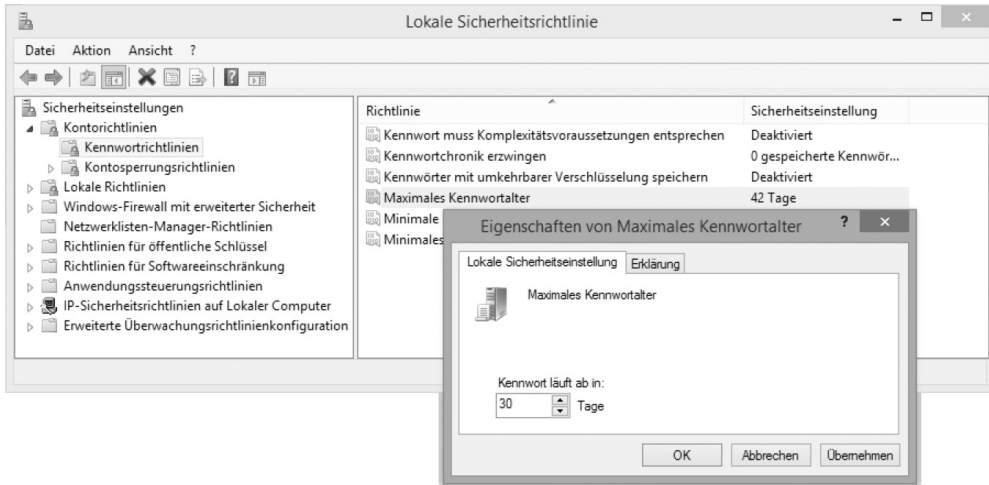 Lokale Sicherheitsrichtlinie
Datei Aktion Ansicht ?
Sicherheitseinstellungen
Kontorichtlinien
Kennwortrichtlinien
Kontosperrungsrichtlinien
Lokale Richtlinien
Windows-Firewall mit erweiterter Sicherheit
Netzwerklisten-Manager-Richtlinien
Richtlinien für öffentliche Schlüssel
Richtlinien für Softwareeinschränkung
Anwendungssteuerungsrichtlinien
IP-Sicherheitsrichtlinien auf Lokaler Computer
Erweiterte Überwachungsrichtlinienkonfiguration
Richtlinie Sicherheitseinstellung
Kennwort muss Komplexitätsvoraussetzungen entsprechen Deaktiviert
Kennwortchronik erzwingen 0 gespeicherte Kennwör...
Kennwörter mit umkehrbarer Verschlüsselung speichern Deaktiviert
Maximales Kennwortalter 42 Tage
Minimale
Minimales
Eigenschaften von Maximales Kennwortalter ?
Lokale Sicherheitseinstellung Erklärung
Maximales Kennwortalter
Kennwort läuft ab in:
30 Tage
OK Abbrechen Übernehmen